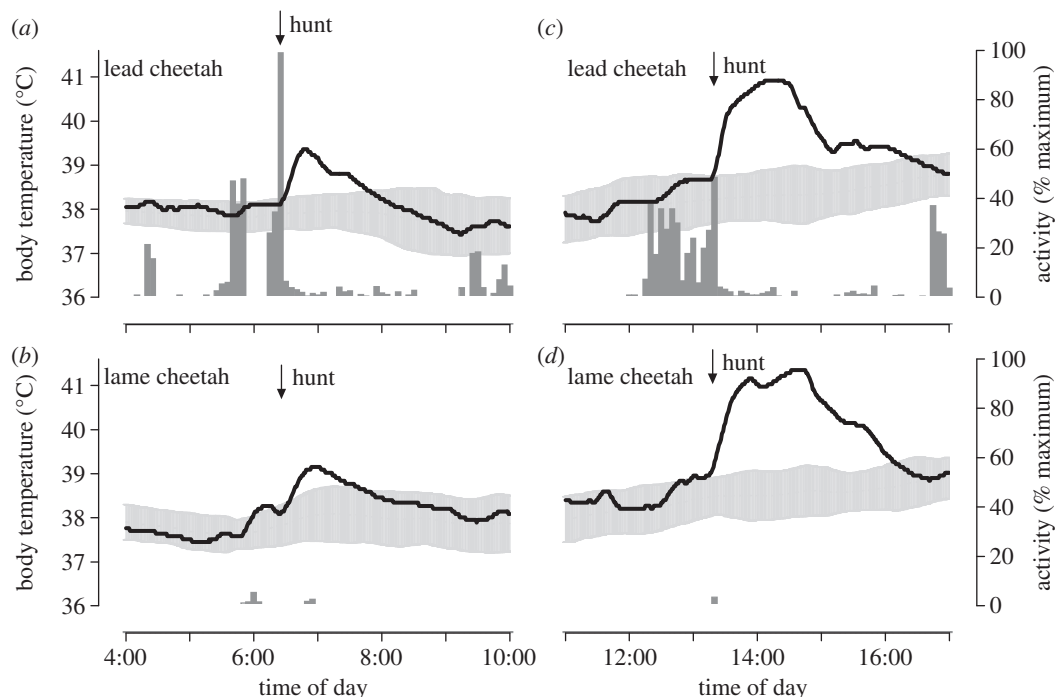 (a)
hunt
lead cheetah
body temperature (°C)
41
40
39
38
37
36
(c)
lead cheetah
hunt
100
80
60
40
20
0
activity (% maximum)
(b)
lame cheetah
hunt
body temperature (°C)
41
40
39
38
37
36
4:00
6:00
8:00
10:00
time of day
(d)
lame cheetah
hunt
100
80
60
40
20
0
activity (% maximum)
12:00
14:00
16:00
time of day